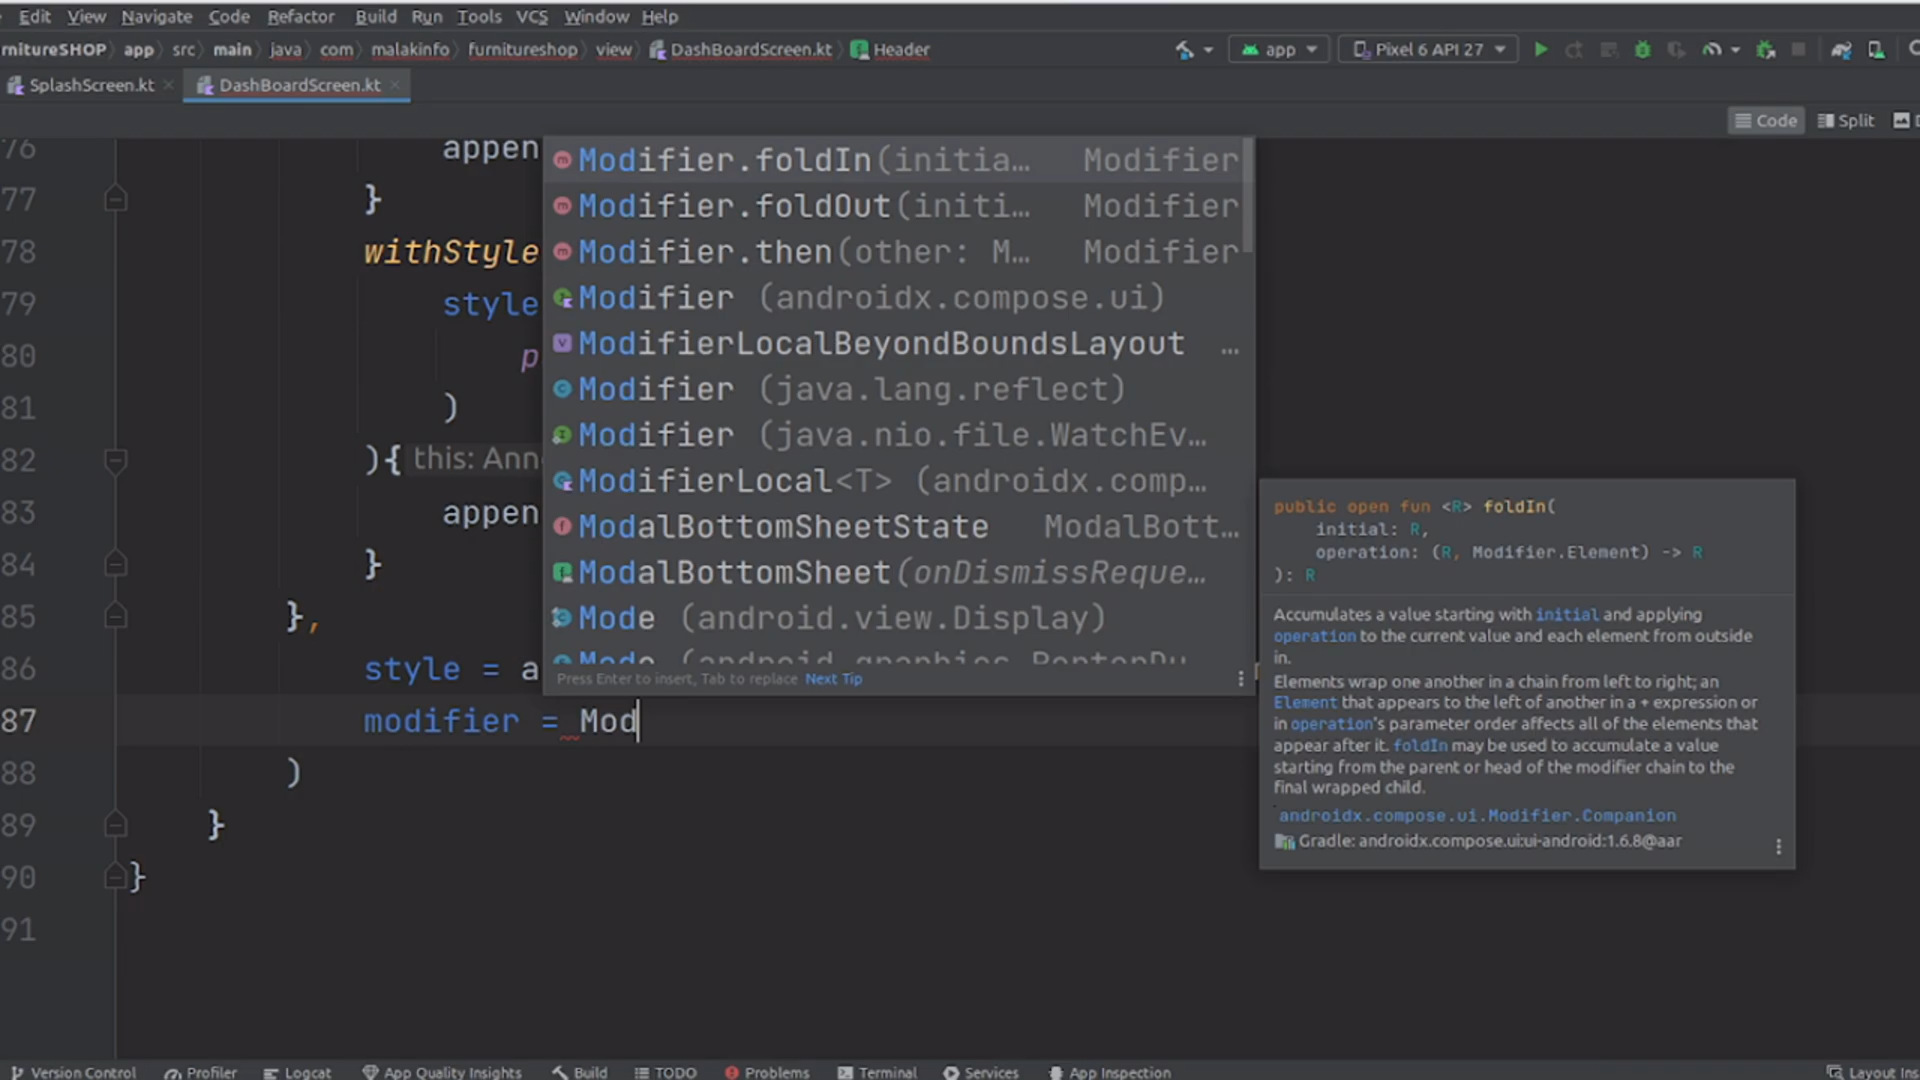 Edit View Navigate Code Refactor Build Run Tools VCS Window Help
rnitureSHOP app src main java com malakinfo furnitureshop view DashBoardScreen.kt Header app Pixel 6 API 27
SplashScreen.kt DashBoardScreen.kt
Code Split
76 appen
77 }
78 withStyle
79 style
80 p
81 )
82 ){ this: Anno
83 appen
84 }
85 },
86 style = a
87 modifier = Mod
88 )
89 }
90 }
91
Modifier.foldIn(initia… Modifier
Modifier.foldOut(initi… Modifier
Modifier.then(other: M… Modifier
Modifier (androidx.compose.ui)
ModifierLocalBeyondBoundsLayout …
Modifier (java.lang.reflect)
Modifier (java.nio.file.WatchEv…
ModifierLocal<T> (androidx.comp…
ModalBottomSheetState ModalBott…
ModalBottomSheet(onDismissReque…
Mode (android.view.Display)
Press Enter to insert, Tab to replace Next Tip
public open fun <R> foldIn(
initial: R,
operation: (R, Modifier.Element) -> R
): R
Accumulates a value starting with initial and applying
operation to the current value and each element from outside
in.
Elements wrap one another in a chain from left to right; an
Element that appears to the left of another in a + expression or
in operation's parameter order affects all of the elements that
appear after it. foldIn may be used to accumulate a value
starting from the parent or head of the modifier chain to the
final wrapped child.
androidx.compose.ui.Modifier.Companion
Gradle: androidx.compose.ui:ui-android:1.6.8@aar
Version Control Profiler Logcat App Quality Insights Build TODO Problems Terminal Services App Inspection Layout Ins